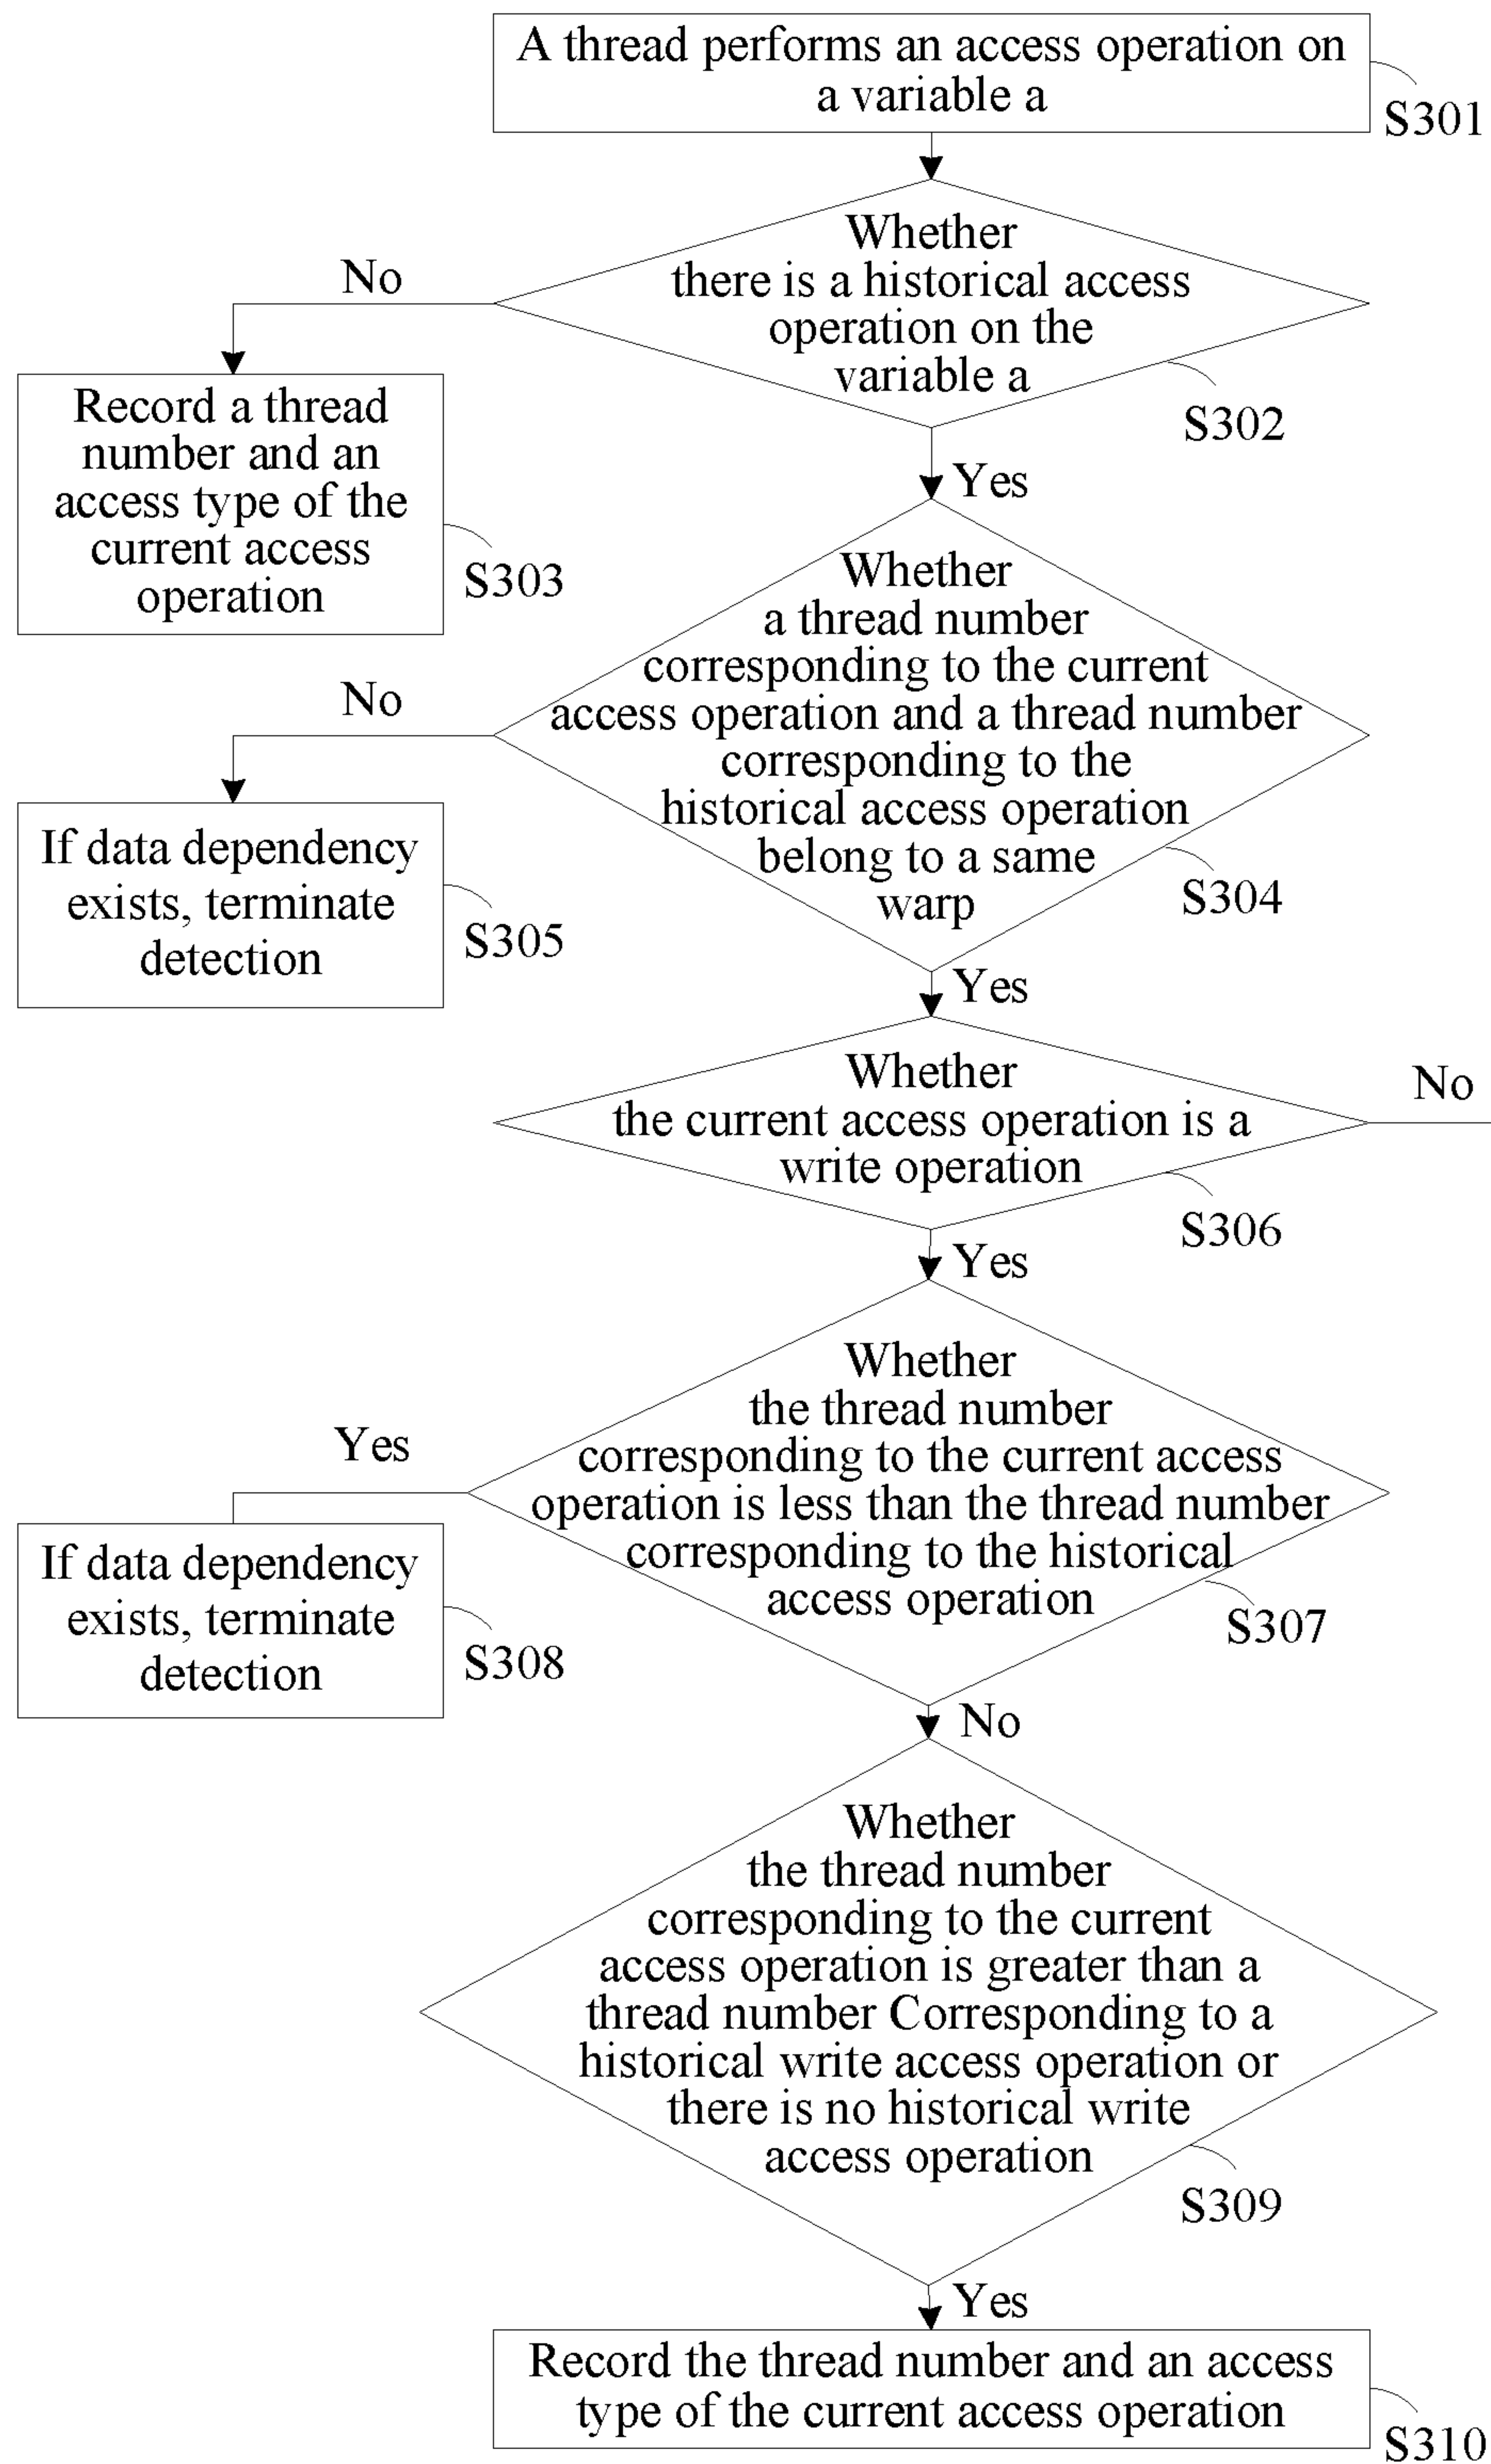 A thread performs an access operation on
a variable a
S301
Whether
there is a historical access
operation on the
variable a
S302
No
Record a thread
number and an
access type of the
current access
operation
S303
Yes
Whether
a thread number
corresponding to the current
access operation and a thread number
corresponding to the
historical access operation
belong to a same
warp
S304
No
If data dependency
exists, terminate
detection
S305
Yes
Whether
the current access operation is a
write operation
S306
No
Yes
Whether
the thread number
corresponding to the current access
operation is less than the thread number
corresponding to the historical
access operation
S307
Yes
If data dependency
exists, terminate
detection
S308
No
Whether
the thread number
corresponding to the current
access operation is greater than a
thread number Corresponding to a
historical write access operation or
there is no historical write
access operation
S309
Yes
Record the thread number and an access
type of the current access operation
S310